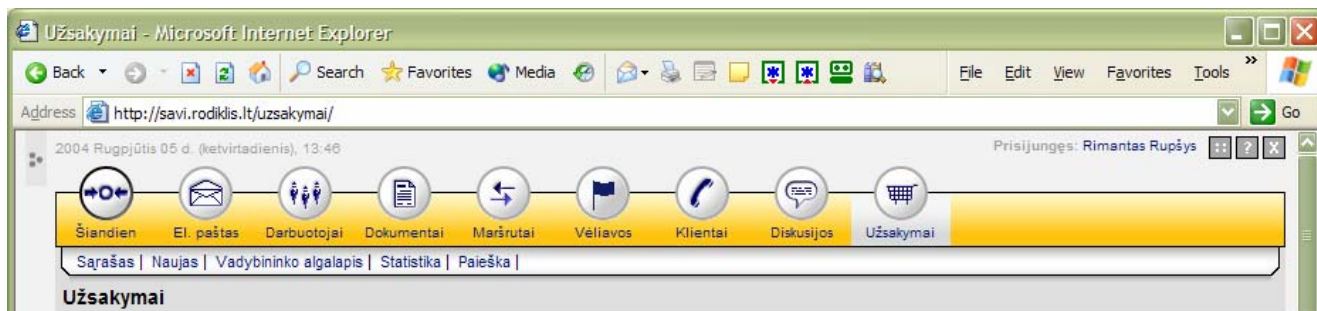 Užsakymai - Microsoft Internet Explorer
Back Search Favorites Media File Edit View Favorites Tools »
Address http://savi.rodiklis.lt/uzsakymai/ Go
2004 Rugpjūtis 05 d. (ketvirtadienis), 13:46 Prisijungęs: Rimantas Rupšys ? X
Šiandien El. paštas Darbuotojai Dokumentai Maršrutai Vėliavos Klientai Diskusijos Užsakymai
Sąrašas | Naujas | Vadybininko algalapis | Statistika | Paieška |
Užsakymai